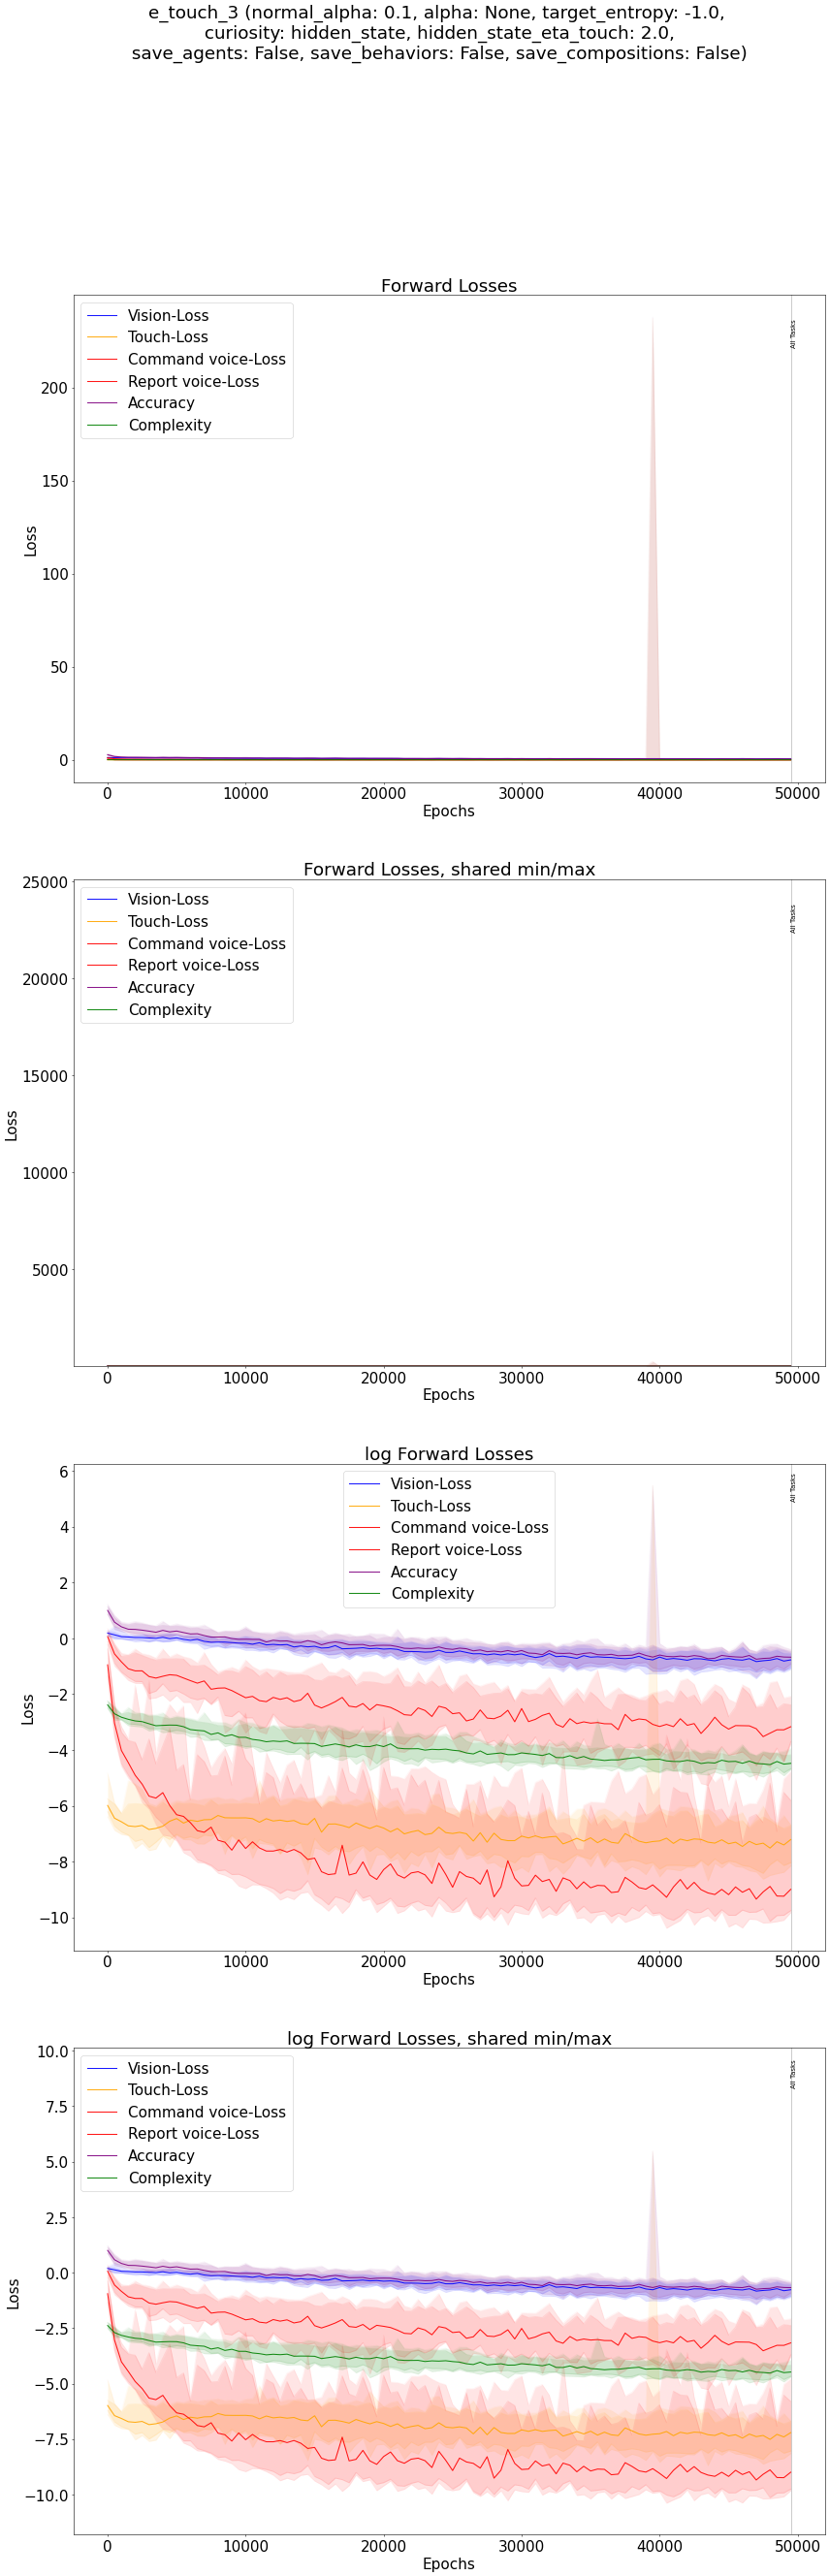 e_touch_3 (normal_alpha: 0.1, alpha: None, target_entropy: -1.0,
curiosity: hidden_state, hidden_state_eta_touch: 2.0,
save_agents: False, save_behaviors: False, save_compositions: False)
Forward Losses
Vision-Loss
Touch-Loss
Command voice-Loss
Report voice-Loss
Accuracy
Complexity
All Tasks
Loss
200
150
100
50
0
0 10000 20000 30000 40000 50000
Epochs
Forward Losses, shared min/max
Vision-Loss
Touch-Loss
Command voice-Loss
Report voice-Loss
Accuracy
Complexity
All Tasks
Loss
25000
20000
15000
10000
5000
0 10000 20000 30000 40000 50000
Epochs
log Forward Losses
Vision-Loss
Touch-Loss
Command voice-Loss
Report voice-Loss
Accuracy
Complexity
All Tasks
Loss
6
4
2
0
−2
−4
−6
−8
−10
0 10000 20000 30000 40000 50000
Epochs
log Forward Losses, shared min/max
Vision-Loss
Touch-Loss
Command voice-Loss
Report voice-Loss
Accuracy
Complexity
All Tasks
Loss
10.0
7.5
5.0
2.5
0.0
−2.5
−5.0
−7.5
−10.0
0 10000 20000 30000 40000 50000
Epochs